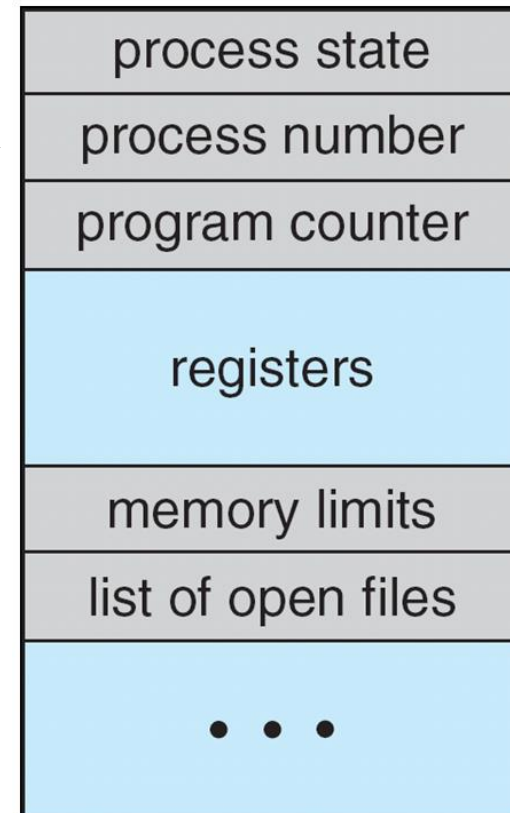 process state
process number
program counter
registers
memory limits
list of open files
• • •